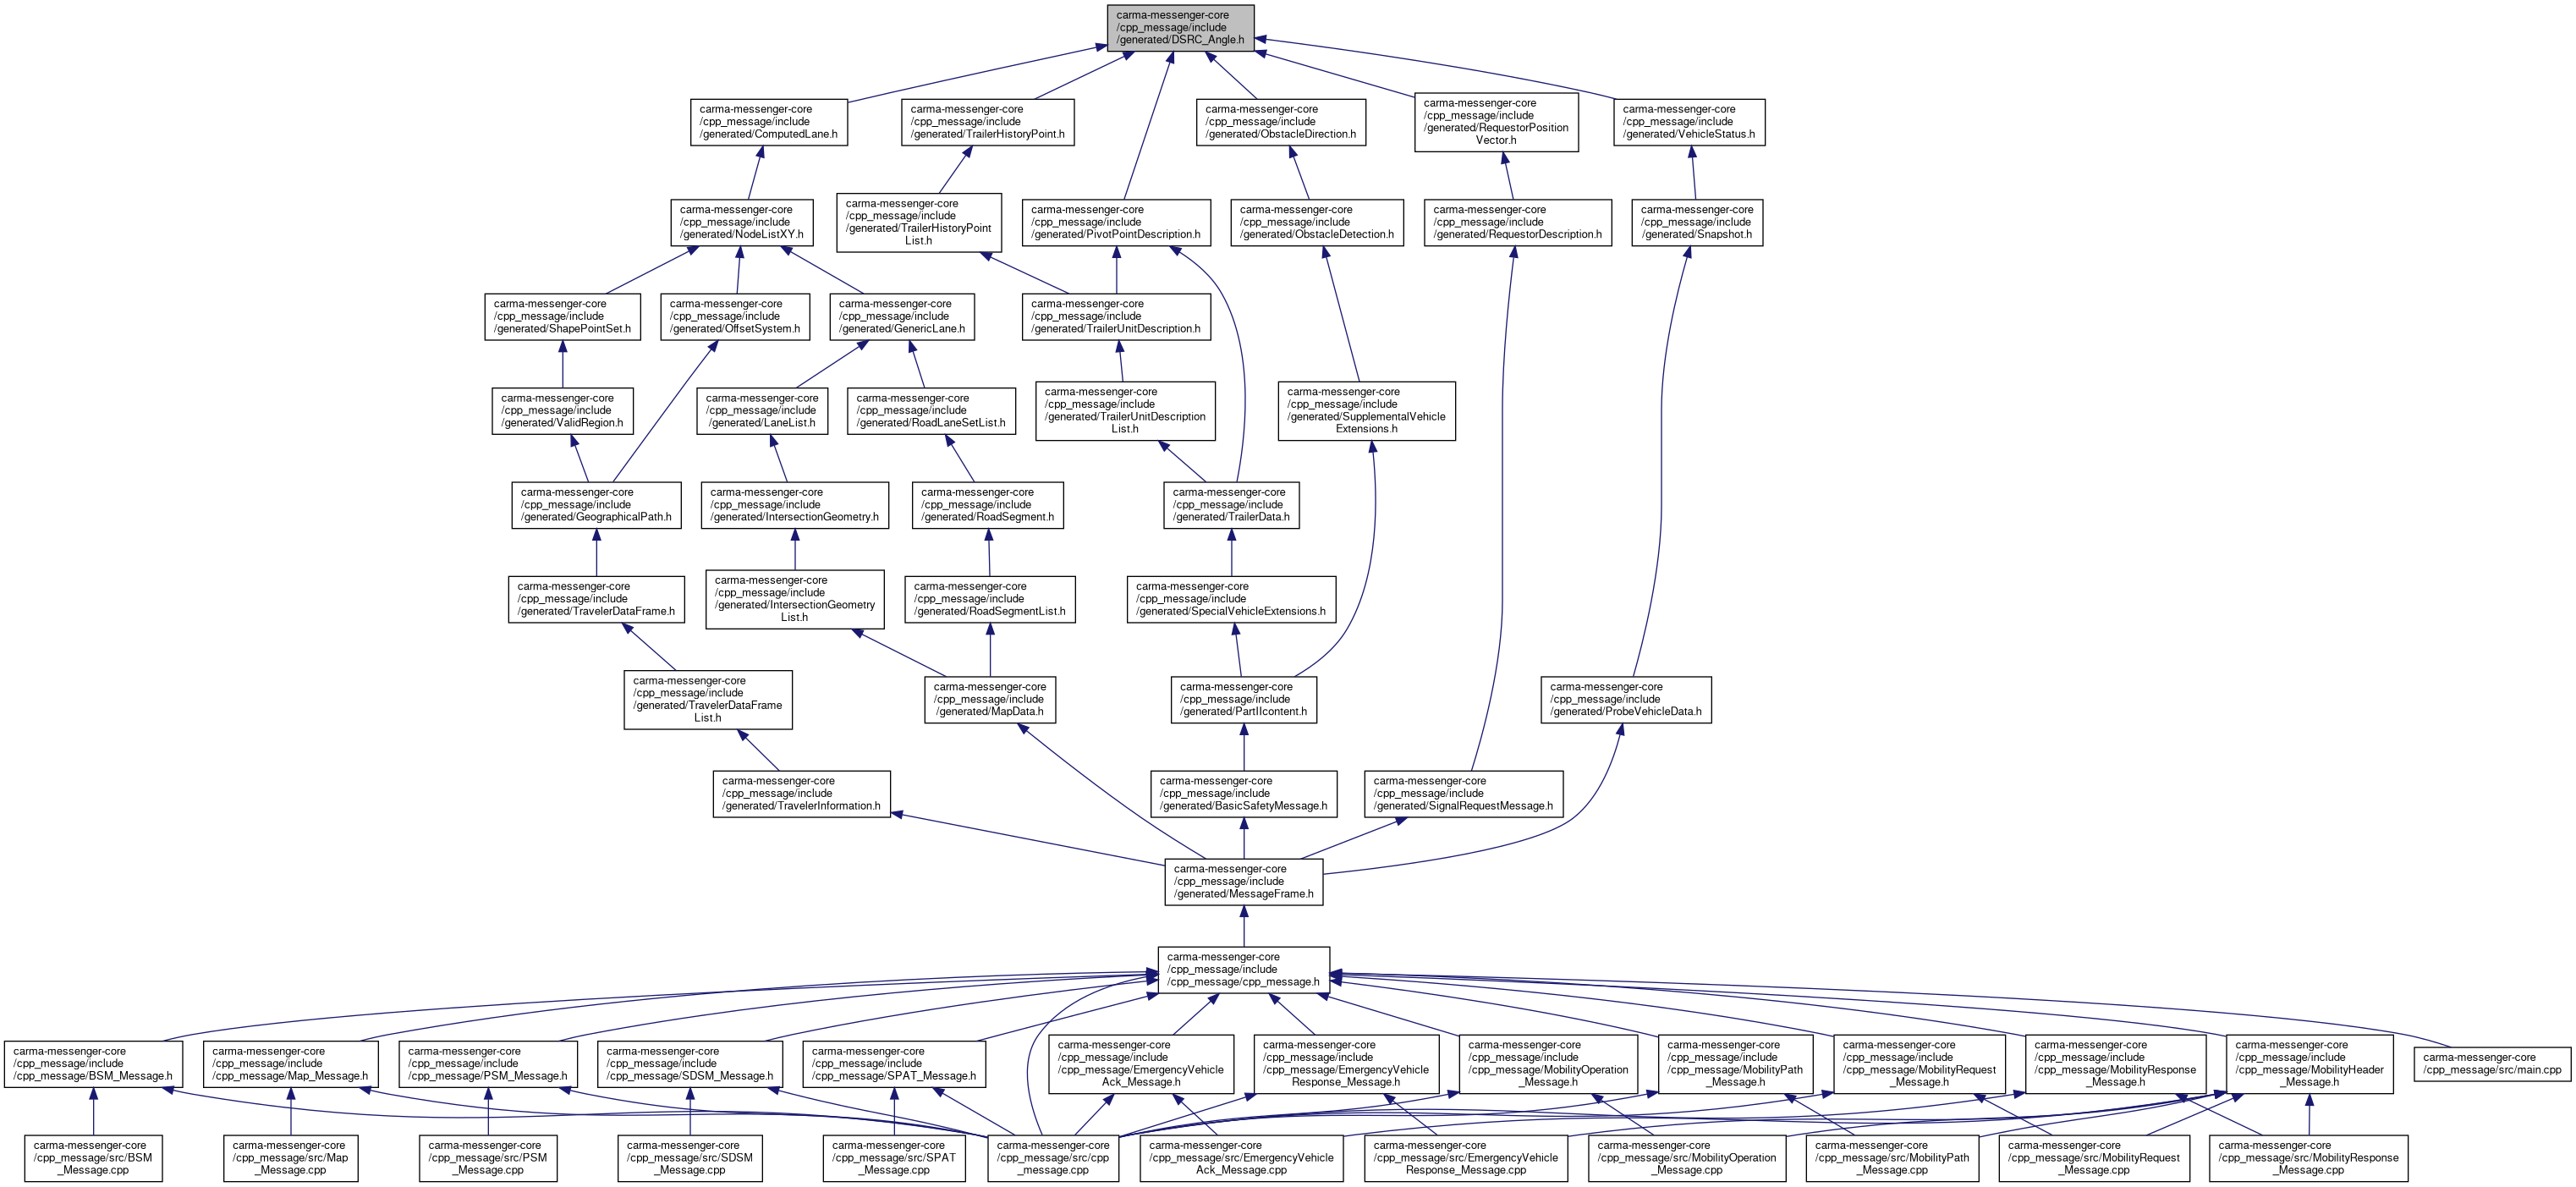 carma-messenger-core
/cpp_message/include
/generated/DSRC_Angle.h
carma-messenger-core
/cpp_message/include
/generated/ComputedLane.h
carma-messenger-core
/cpp_message/include
/generated/TrailerHistoryPoint.h
carma-messenger-core
/cpp_message/include
/generated/ObstacleDirection.h
carma-messenger-core
/cpp_message/include
/generated/RequestorPosition
Vector.h
carma-messenger-core
/cpp_message/include
/generated/VehicleStatus.h
carma-messenger-core
/cpp_message/include
/generated/NodeListXY.h
carma-messenger-core
/cpp_message/include
/generated/TrailerHistoryPoint
List.h
carma-messenger-core
/cpp_message/include
/generated/PivotPointDescription.h
carma-messenger-core
/cpp_message/include
/generated/ObstacleDetection.h
carma-messenger-core
/cpp_message/include
/generated/RequestorDescription.h
carma-messenger-core
/cpp_message/include
/generated/Snapshot.h
carma-messenger-core
/cpp_message/include
/generated/ShapePointSet.h
carma-messenger-core
/cpp_message/include
/generated/OffsetSystem.h
carma-messenger-core
/cpp_message/include
/generated/GenericLane.h
carma-messenger-core
/cpp_message/include
/generated/TrailerUnitDescription.h
carma-messenger-core
/cpp_message/include
/generated/ValidRegion.h
carma-messenger-core
/cpp_message/include
/generated/LaneList.h
carma-messenger-core
/cpp_message/include
/generated/RoadLaneSetList.h
carma-messenger-core
/cpp_message/include
/generated/TrailerUnitDescription
List.h
carma-messenger-core
/cpp_message/include
/generated/SupplementalVehicle
Extensions.h
carma-messenger-core
/cpp_message/include
/generated/GeographicalPath.h
carma-messenger-core
/cpp_message/include
/generated/IntersectionGeometry.h
carma-messenger-core
/cpp_message/include
/generated/RoadSegment.h
carma-messenger-core
/cpp_message/include
/generated/TrailerData.h
carma-messenger-core
/cpp_message/include
/generated/TravelerDataFrame.h
carma-messenger-core
/cpp_message/include
/generated/IntersectionGeometry
List.h
carma-messenger-core
/cpp_message/include
/generated/RoadSegmentList.h
carma-messenger-core
/cpp_message/include
/generated/SpecialVehicleExtensions.h
carma-messenger-core
/cpp_message/include
/generated/TravelerDataFrame
List.h
carma-messenger-core
/cpp_message/include
/generated/MapData.h
carma-messenger-core
/cpp_message/include
/generated/PartIIcontent.h
carma-messenger-core
/cpp_message/include
/generated/ProbeVehicleData.h
carma-messenger-core
/cpp_message/include
/generated/TravelerInformation.h
carma-messenger-core
/cpp_message/include
/generated/BasicSafetyMessage.h
carma-messenger-core
/cpp_message/include
/generated/SignalRequestMessage.h
carma-messenger-core
/cpp_message/include
/generated/MessageFrame.h
carma-messenger-core
/cpp_message/include
/cpp_message/cpp_message.h
carma-messenger-core
/cpp_message/include
/cpp_message/BSM_Message.h
carma-messenger-core
/cpp_message/include
/cpp_message/Map_Message.h
carma-messenger-core
/cpp_message/include
/cpp_message/PSM_Message.h
carma-messenger-core
/cpp_message/include
/cpp_message/SDSM_Message.h
carma-messenger-core
/cpp_message/include
/cpp_message/SPAT_Message.h
carma-messenger-core
/cpp_message/include
/cpp_message/EmergencyVehicle
Ack_Message.h
carma-messenger-core
/cpp_message/include
/cpp_message/EmergencyVehicle
Response_Message.h
carma-messenger-core
/cpp_message/include
/cpp_message/MobilityOperation
_Message.h
carma-messenger-core
/cpp_message/include
/cpp_message/MobilityPath
_Message.h
carma-messenger-core
/cpp_message/include
/cpp_message/MobilityRequest
_Message.h
carma-messenger-core
/cpp_message/include
/cpp_message/MobilityResponse
_Message.h
carma-messenger-core
/cpp_message/include
/cpp_message/MobilityHeader
_Message.h
carma-messenger-core
/cpp_message/src/main.cpp
carma-messenger-core
/cpp_message/src/BSM
_Message.cpp
carma-messenger-core
/cpp_message/src/Map
_Message.cpp
carma-messenger-core
/cpp_message/src/PSM
_Message.cpp
carma-messenger-core
/cpp_message/src/SDSM
_Message.cpp
carma-messenger-core
/cpp_message/src/SPAT
_Message.cpp
carma-messenger-core
/cpp_message/src/cpp
_message.cpp
carma-messenger-core
/cpp_message/src/EmergencyVehicle
Ack_Message.cpp
carma-messenger-core
/cpp_message/src/EmergencyVehicle
Response_Message.cpp
carma-messenger-core
/cpp_message/src/MobilityOperation
_Message.cpp
carma-messenger-core
/cpp_message/src/MobilityPath
_Message.cpp
carma-messenger-core
/cpp_message/src/MobilityRequest
_Message.cpp
carma-messenger-core
/cpp_message/src/MobilityResponse
_Message.cpp